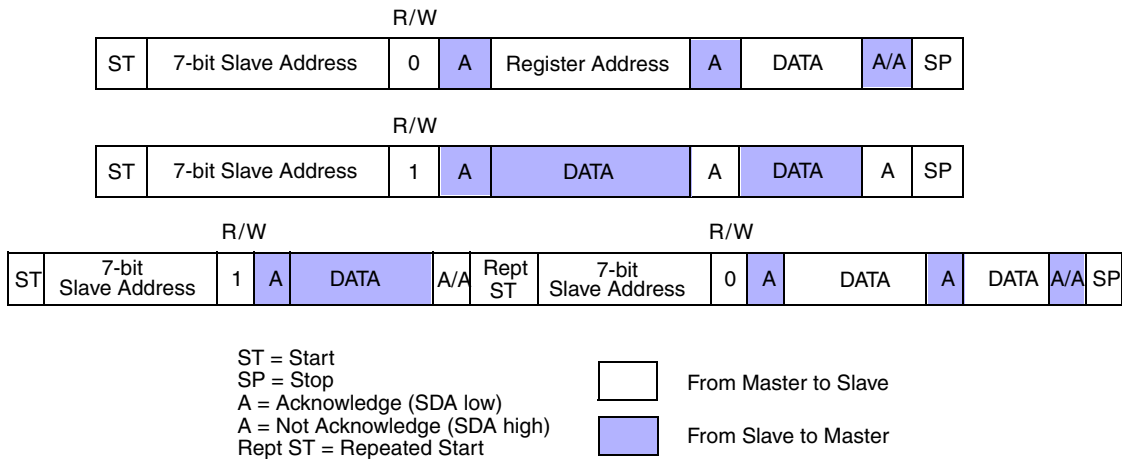 R/W
ST 7-bit Slave Address 0 A Register Address A DATA A/A SP
R/W
ST 7-bit Slave Address 1 A DATA A DATA A SP
R/W R/W
ST 7-bit Slave Address 1 A DATA A/A Rept ST 7-bit Slave Address 0 A DATA A DATA A/A SP
ST = Start
SP = Stop
A = Acknowledge (SDA low)
A = Not Acknowledge (SDA high)
Rept ST = Repeated Start
From Master to Slave
From Slave to Master